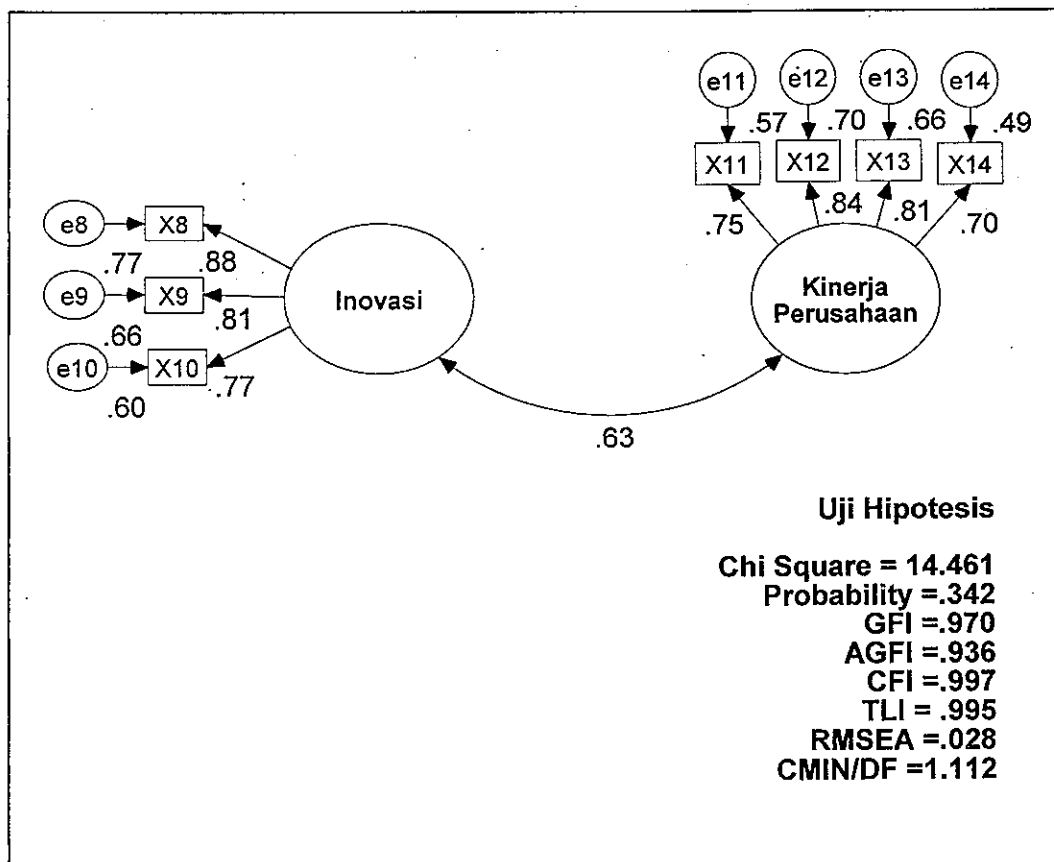 e11 e12 e13 e14
.57 .70 .66 .49
X11 X12 X13 X14
.75 .84 .81 .70
e8 X8
.77 .88
e9 X9
.81
.66
e10 X10
.77
.60
Inovasi
Kinerja
Perusahaan
.63
Uji Hipotesis
Chi Square = 14.461
Probability =.342
GFI =.970
AGFI =.936
CFI =.997
TLI = .995
RMSEA =.028
CMIN/DF =1.112